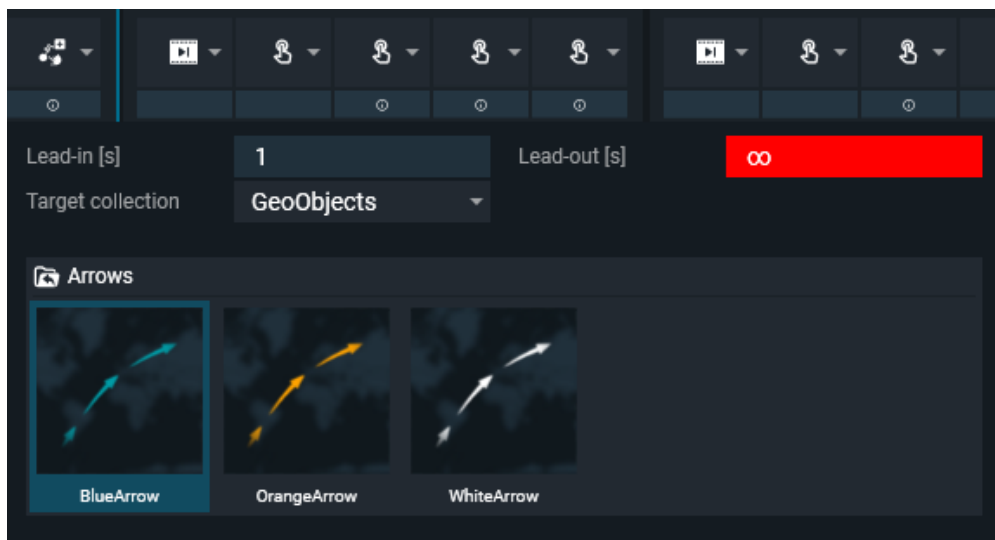 Lead-in [s] 1 Lead-out [s] ∞
Target collection GeoObjects
Arrows
BlueArrow OrangeArrow WhiteArrow